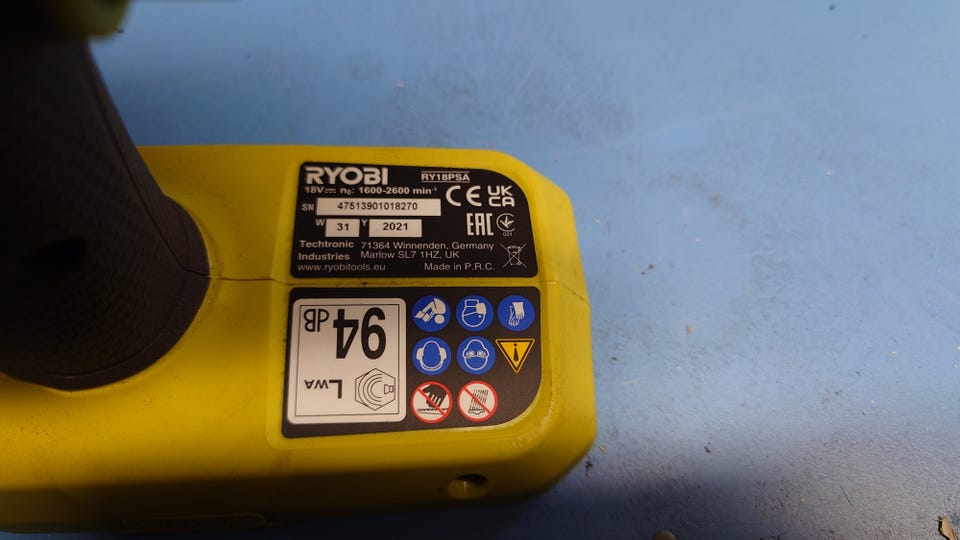 RYOBI RY18PSA
18V⎓ n₀: 1600-2600 min⁻¹
CE UK CA
SN 47513901018270
W 31 Y 2021
EAC 001
Techtronic 71364 Winnenden, Germany
Industries Marlow SL7 1HZ, UK
www.ryobitools.eu Made in P.R.C.
LWA
94 dB